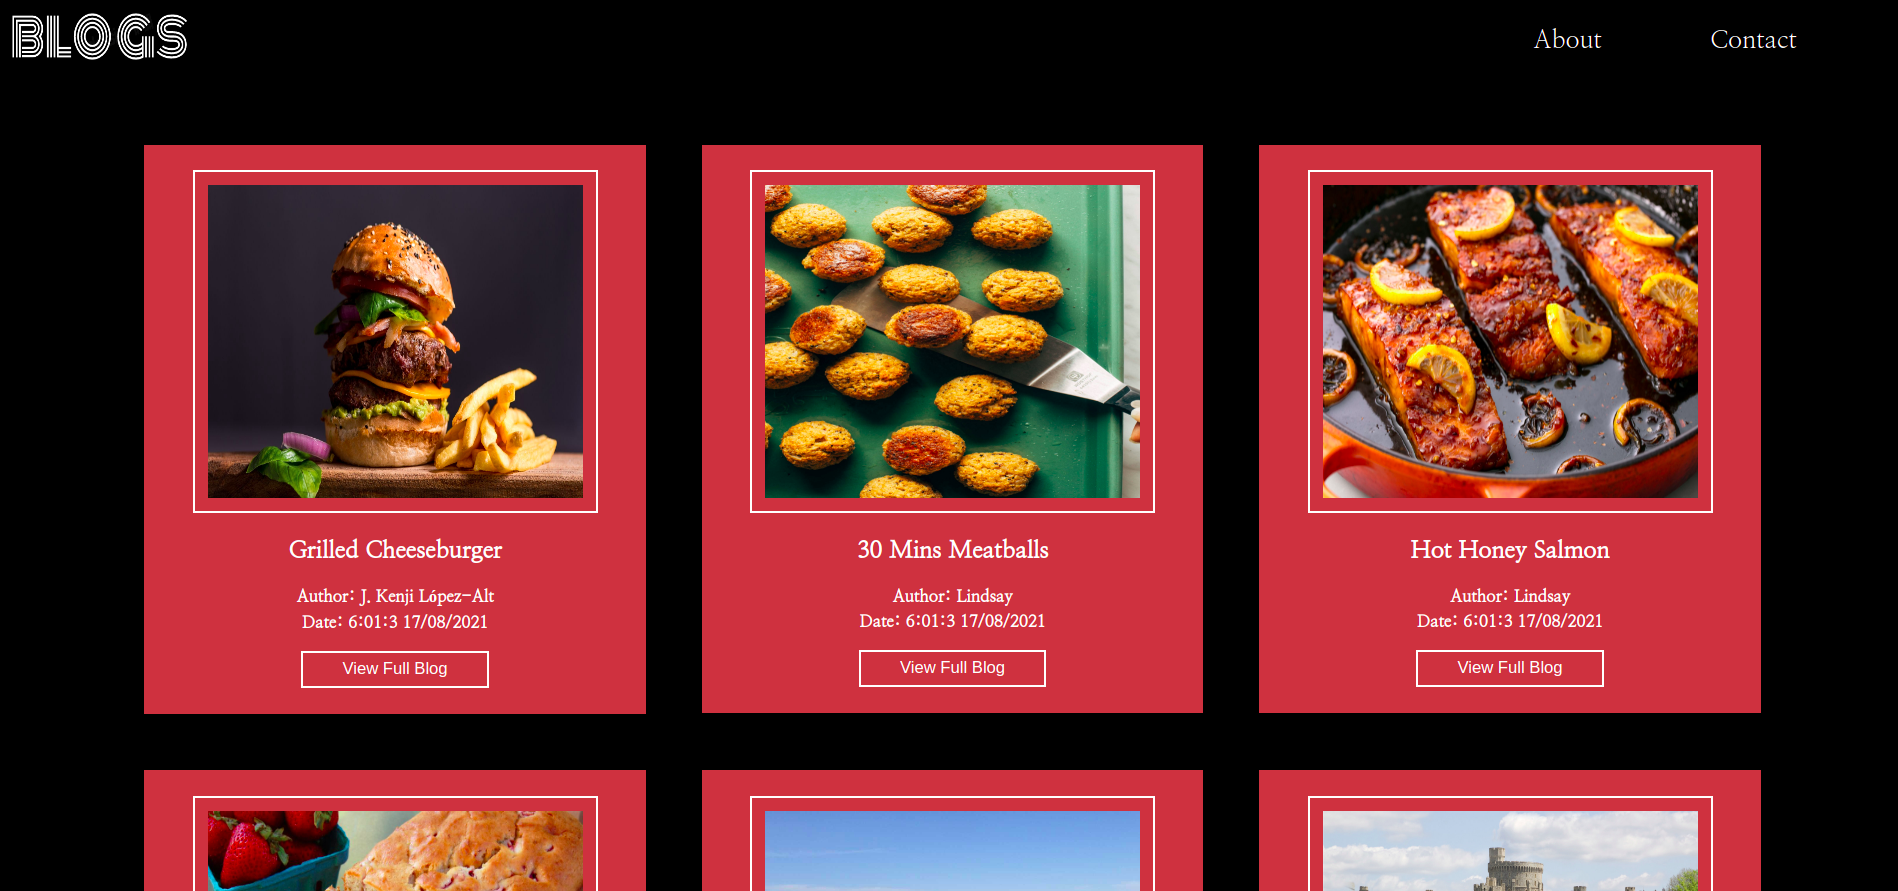 BLOGS
About
Contact
Grilled Cheeseburger
Author: J. Kenji López-Alt
Date: 6:01:3 17/08/2021
View Full Blog
30 Mins Meatballs
Author: Lindsay
Date: 6:01:3 17/08/2021
View Full Blog
Hot Honey Salmon
Author: Lindsay
Date: 6:01:3 17/08/2021
View Full Blog